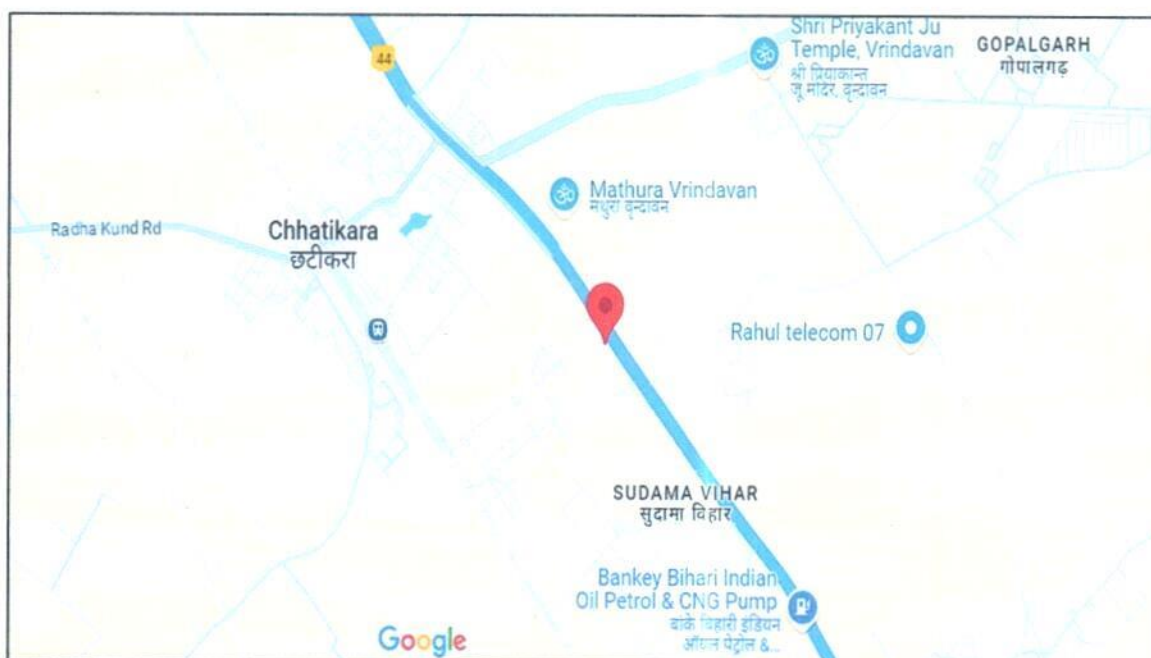 44
Shri Priyakant Ju
Temple, Vrindavan
श्री प्रियाकान्त
जू मंदिर, वृन्दावन
GOPALGARH
गोपालगढ़
Mathura Vrindavan
मथुरा वृन्दावन
Radha Kund Rd
Chhatikara
छटीकरा
Rahul telecom 07
SUDAMA VIHAR
सुदामा विहार
Bankey Bihari Indian
Oil Petrol & CNG Pump
बांके बिहारी इंडियन
ऑयल पेट्रोल &...
Google